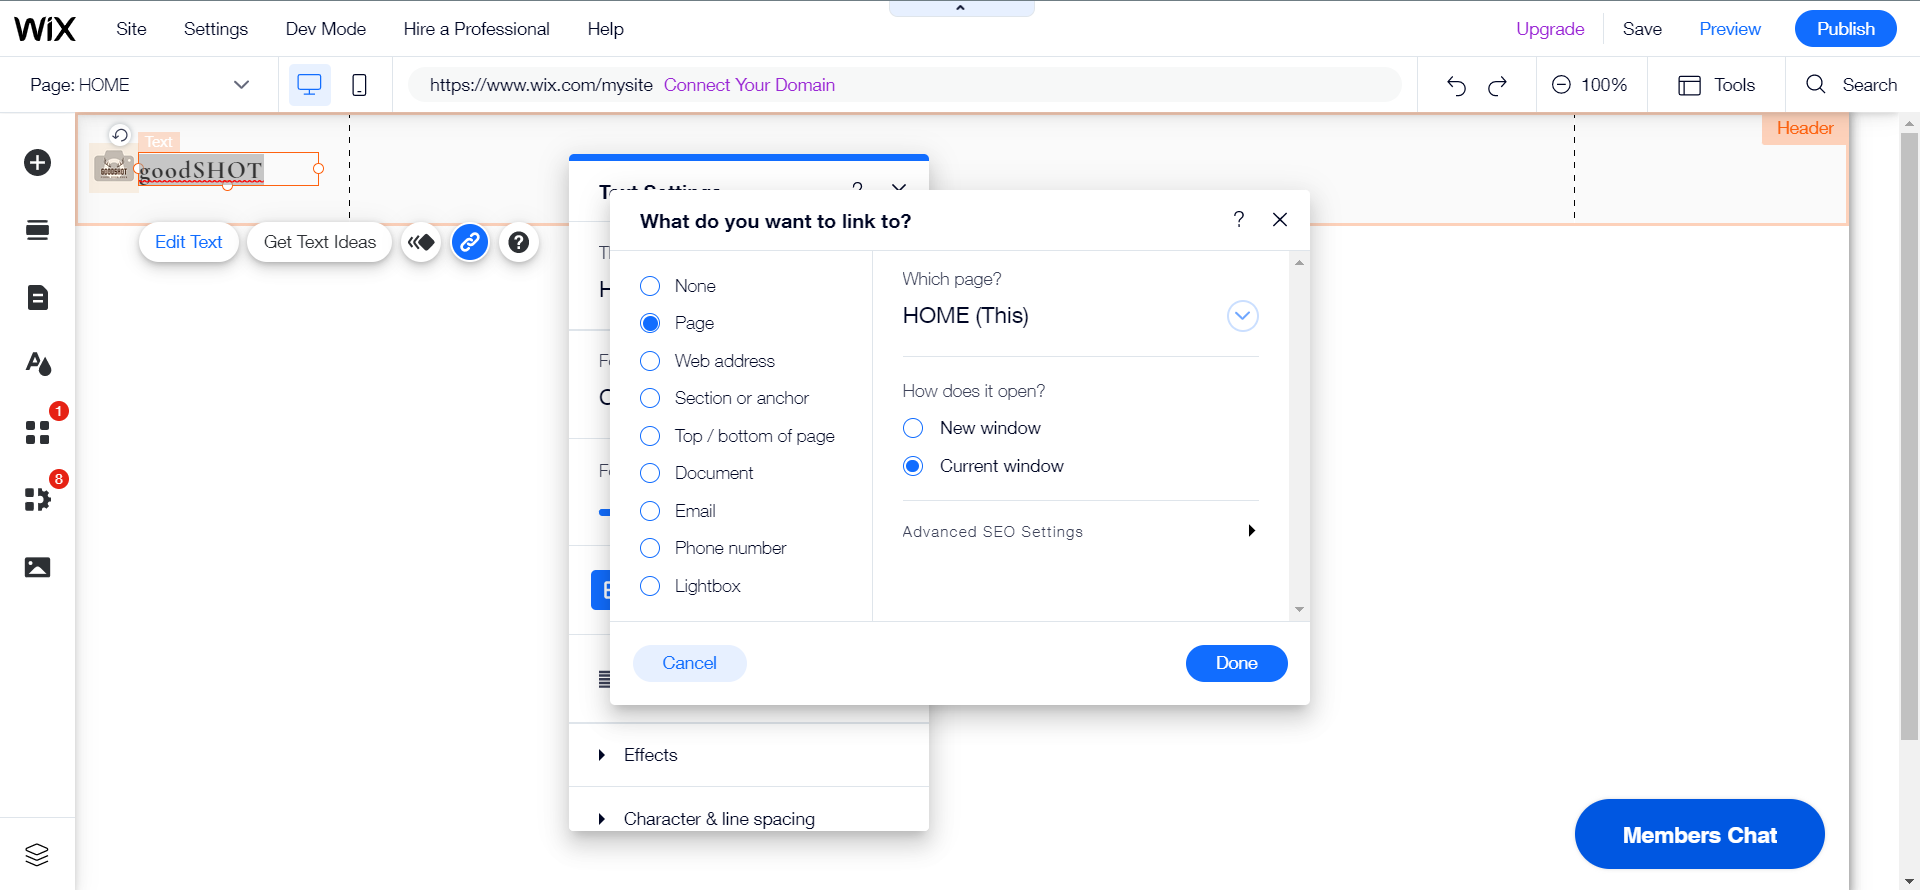 WiX Site Settings Dev Mode Hire a Professional Help Upgrade Save Preview Publish
Page: HOME https://www.wix.com/mysite Connect Your Domain 100% Tools Search
Header
Text
GOODSHOT
goodSHOT
Edit Text Get Text Ideas ?
Text Settings ?
What do you want to link to? ?
None
Page
Web address
Section or anchor
Top / bottom of page
Document
Email
Phone number
Lightbox
Which page?
HOME (This)
How does it open?
New window
Current window
Advanced SEO Settings
Cancel Done
1
8
Effects
Character & line spacing
Members Chat